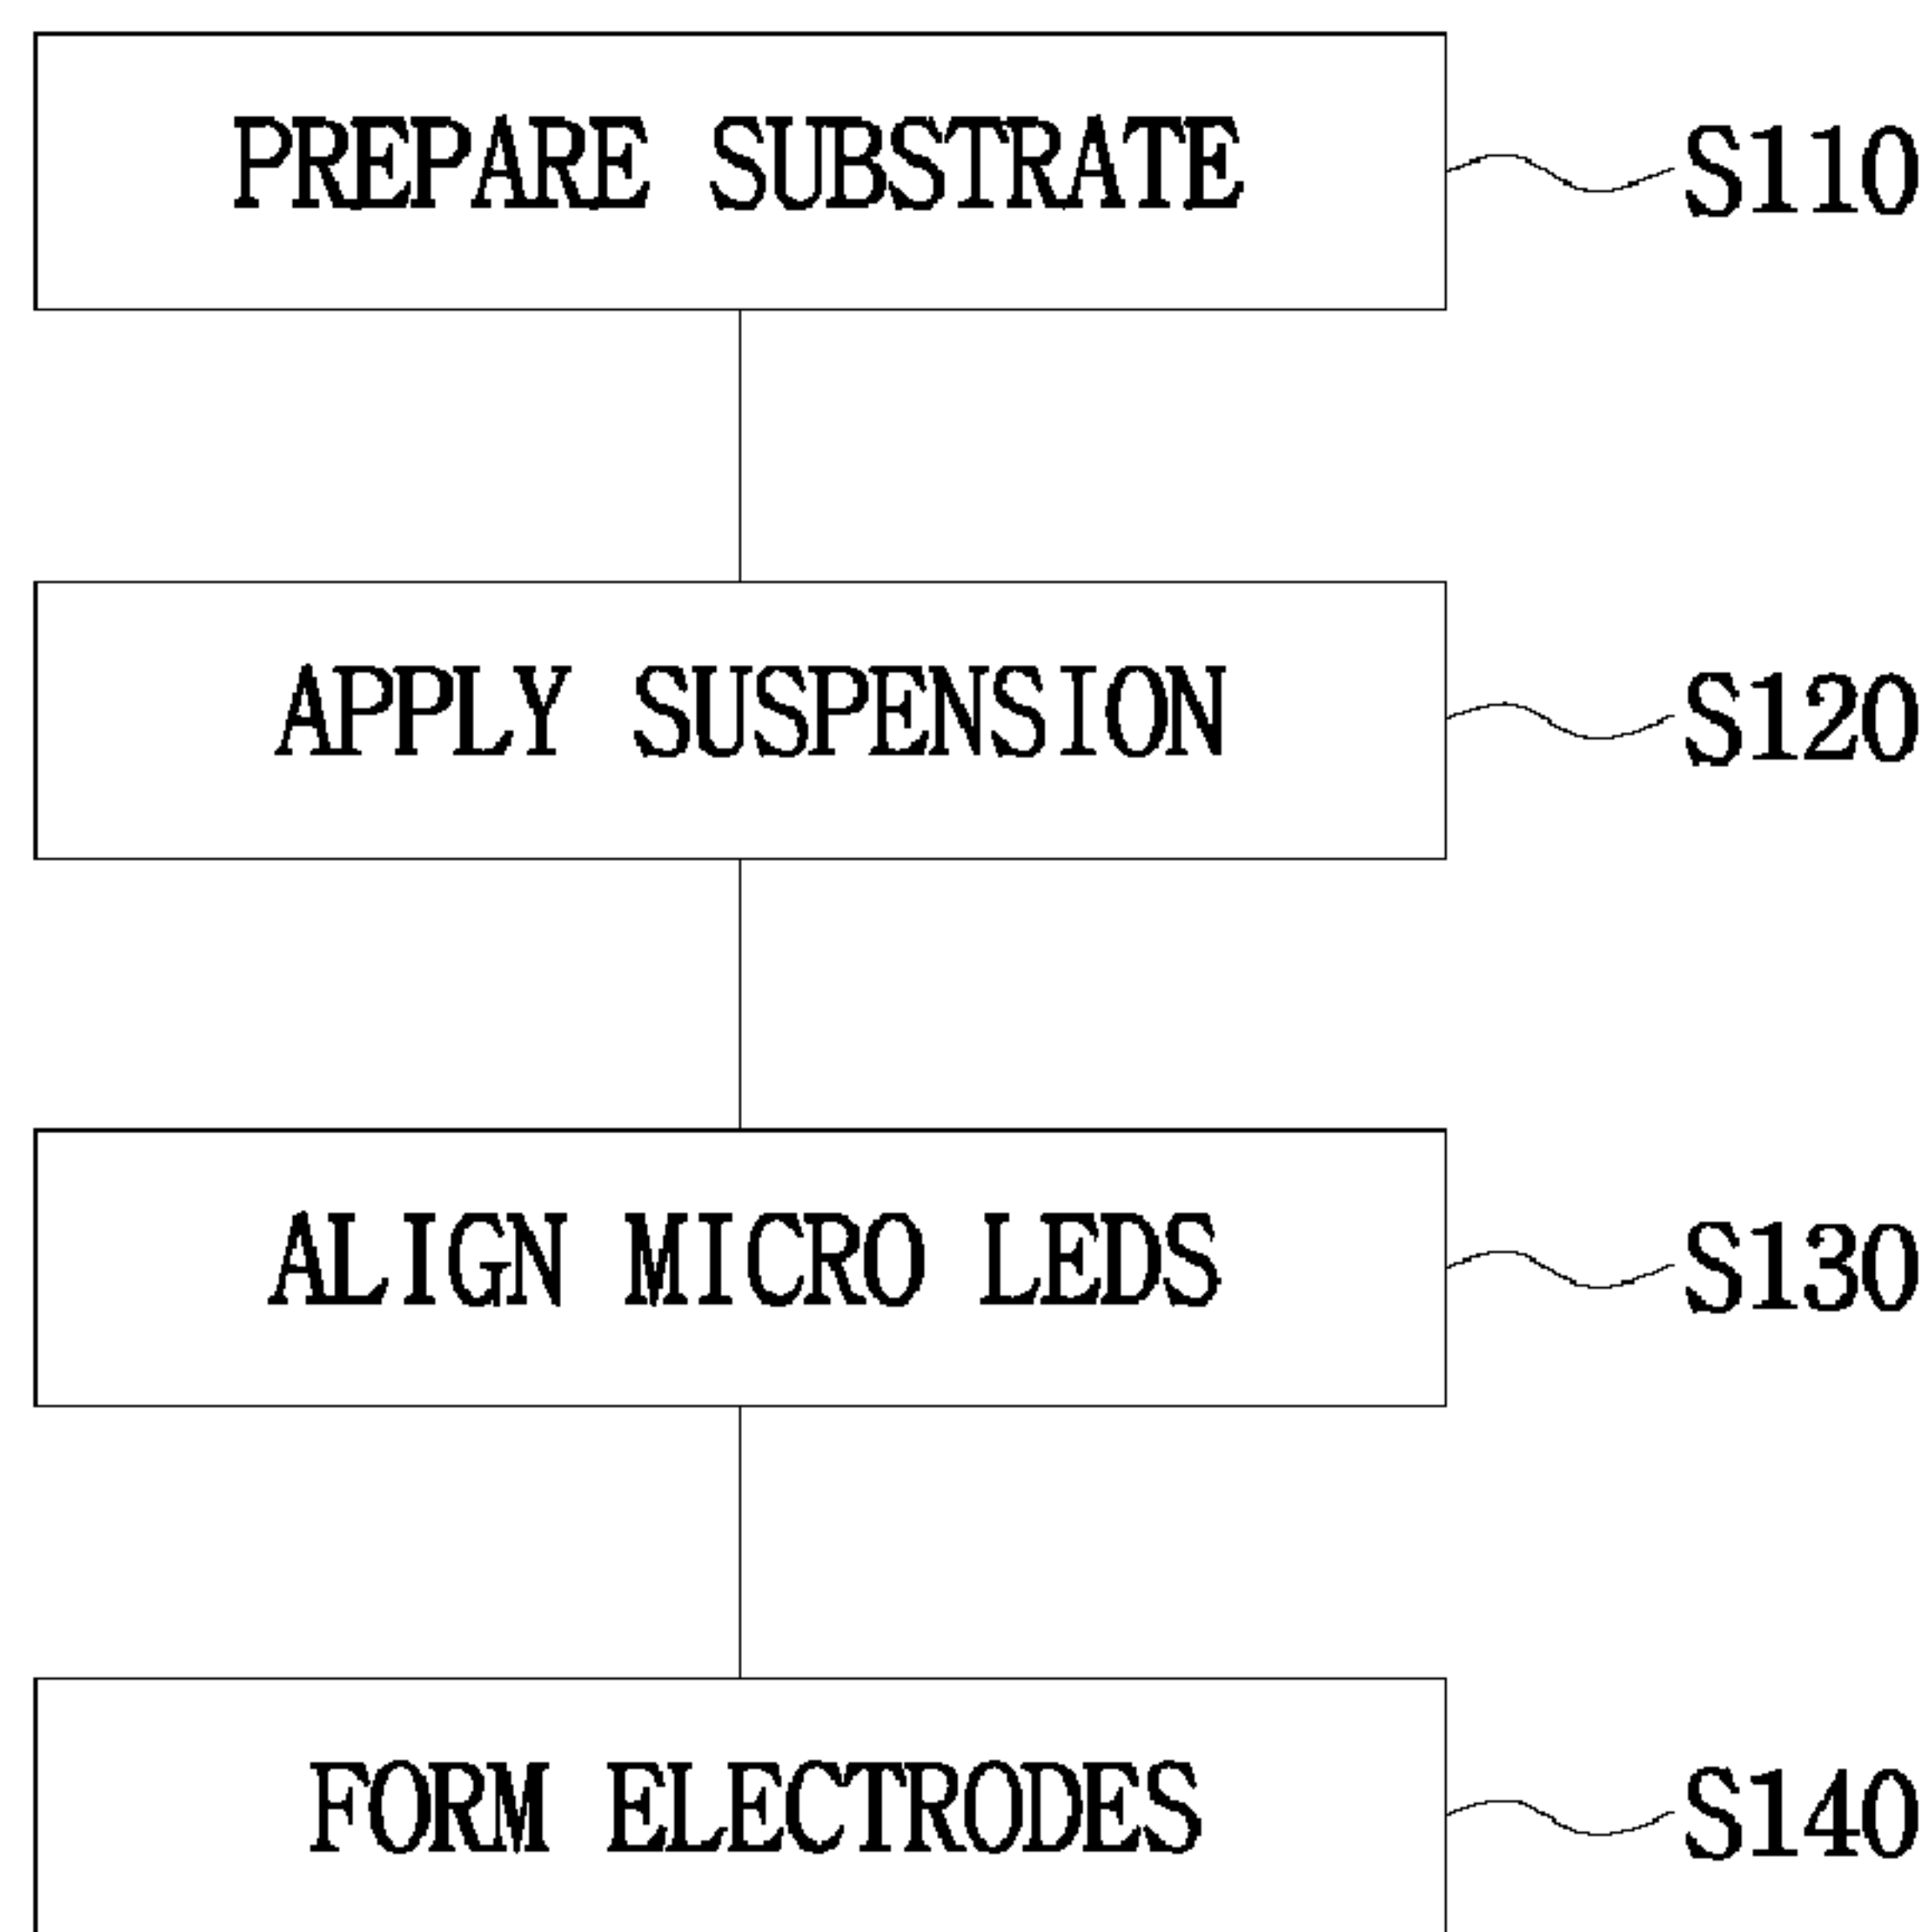 PREPARE SUBSTRATE S110
APPLY SUSPENSION S120
ALIGN MICRO LEDS S130
FORM ELECTRODES S140